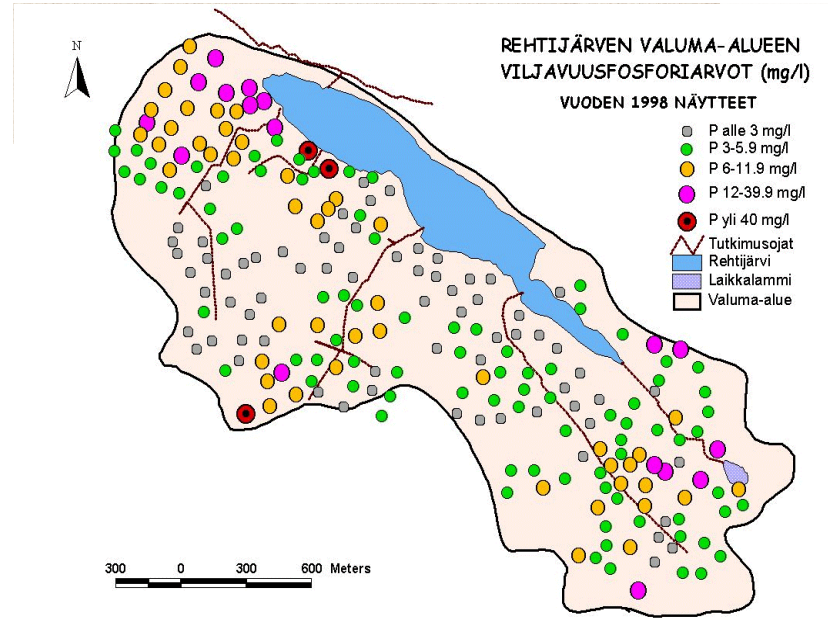 N
REHTIJÄRVEN VALUMA-ALUEEN
VILJAVUUSFOSFORIARVOT (mg/l)
VUODEN 1998 NÄYTTEET
P alle 3 mg/l
P 3-5.9 mg/l
P 6-11.9 mg/l
P 12-39.9 mg/l
P yli 40 mg/l
Tutkimusojat
Rehtijärvi
Laikkalammi
Valuma-alue
300 0 300 600 Meters